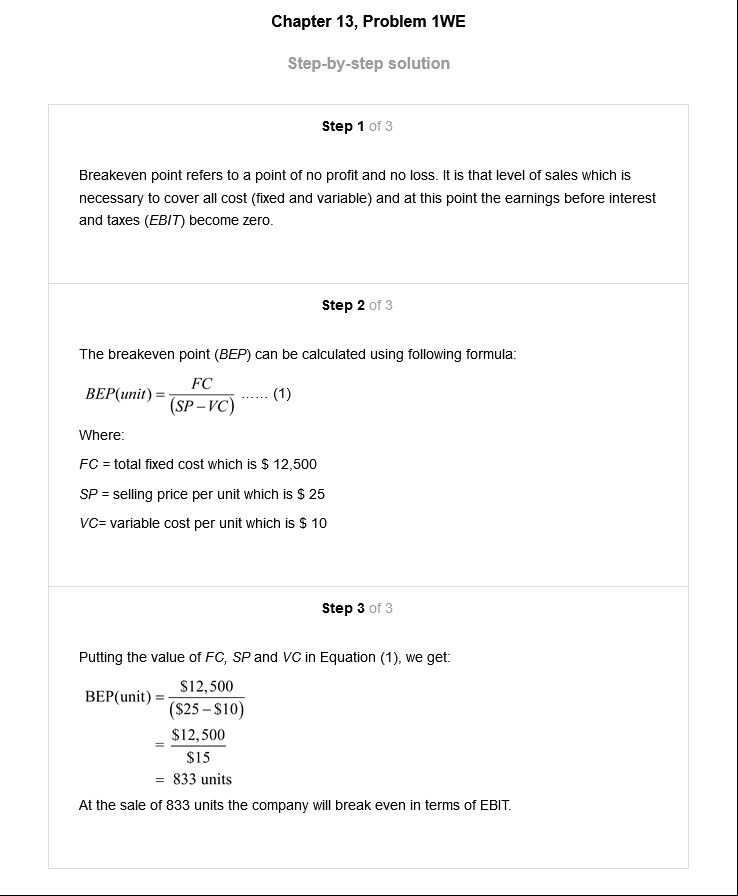 Chapter 13, Problem 1WE
Step-by-step solution
Step 1 of 3
Breakeven point refers to a point of no profit and no loss. It is that level of sales which is
necessary to cover all cost (fixed and variable) and at this point the earnings before interest
and taxes (EBIT) become zero.
Step 2 of 3
The breakeven point (BEP) can be calculated using following formula:
BEP(unit) = FC / (SP – VC) ...... (1)
Where:
FC = total fixed cost which is $ 12,500
SP = selling price per unit which is $ 25
VC= variable cost per unit which is $ 10
Step 3 of 3
Putting the value of FC, SP and VC in Equation (1), we get:
BEP(unit) = $12,500 / ($25 – $10)
= $12,500 / $15
= 833 units
At the sale of 833 units the company will break even in terms of EBIT.